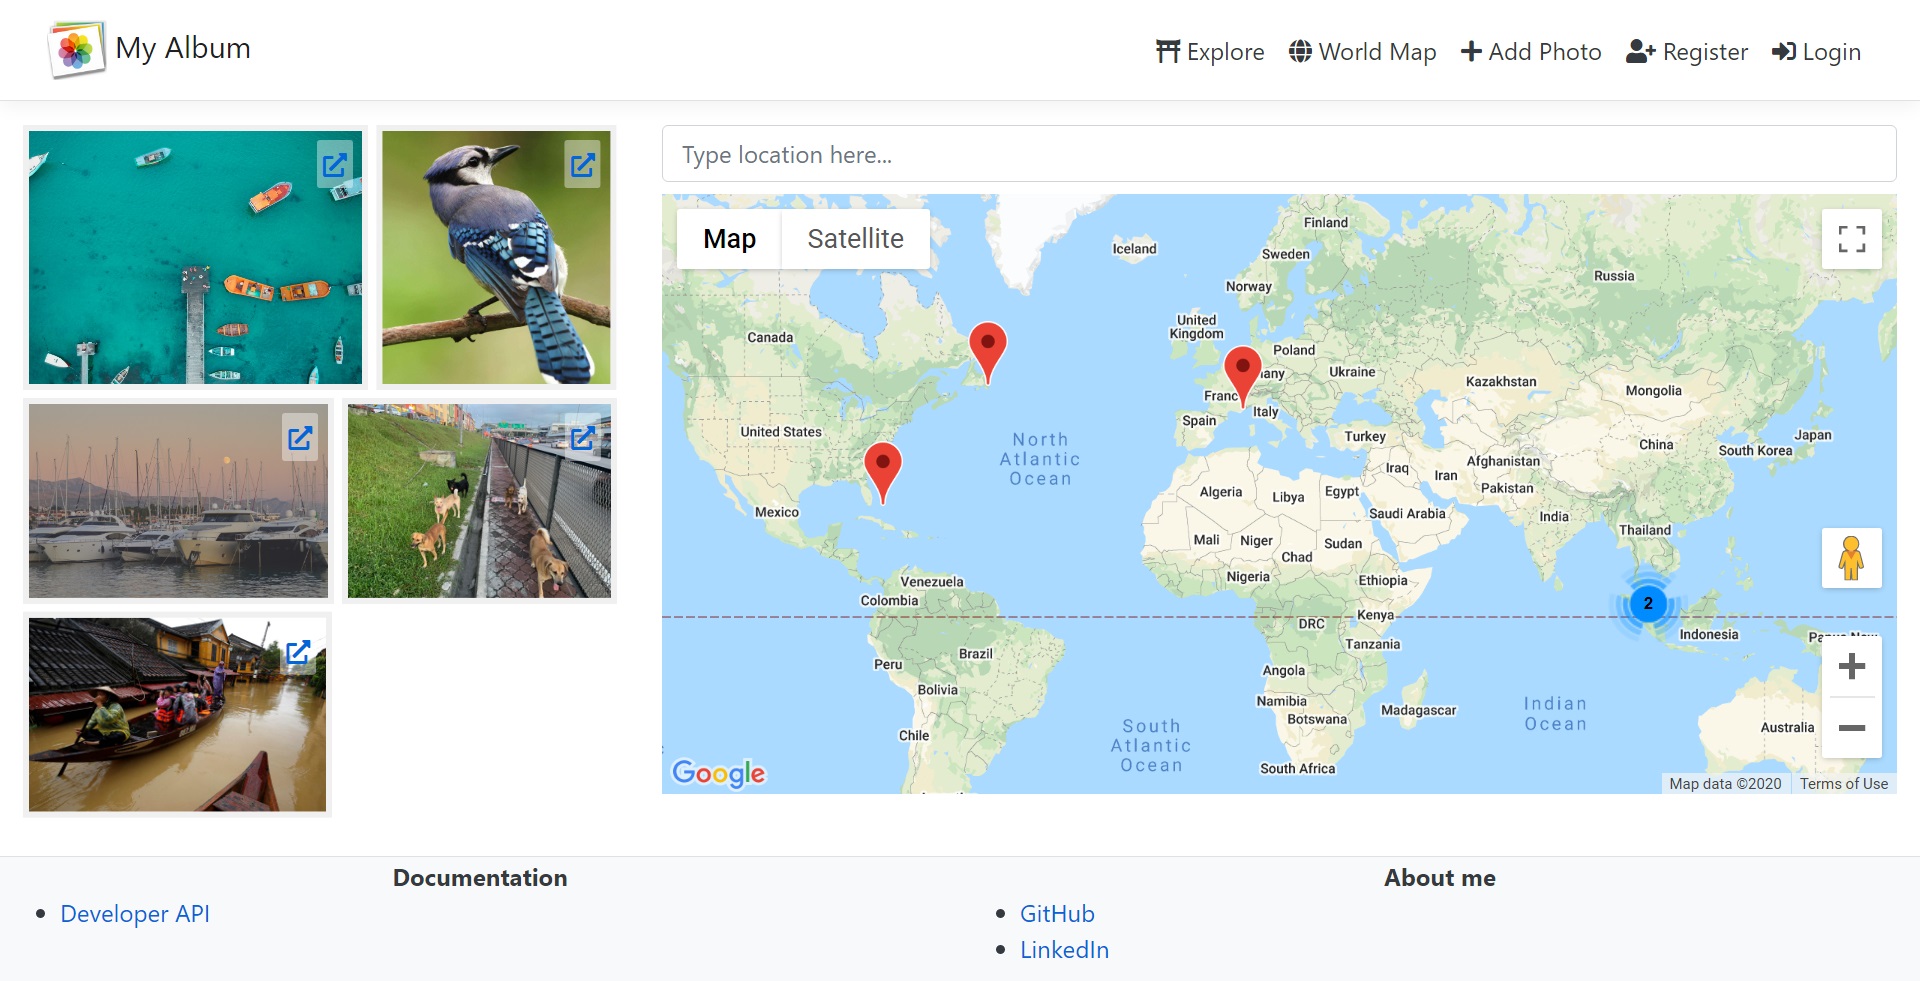 My Album
Explore
World Map
Add Photo
Register
Login
Type location here...
Map
Satellite
Finland
Iceland
Sweden
Russia
Norway
United
Kingdom
Canada
Poland
any
Ukraine
Kazakhstan
Mongolia
Franc
Italy
Spain
United States
Turkey
Japan
North
Atlantic
Ocean
China
South Korea
Iraq
Afghanistan
Iran
Pakistan
Algeria
Libya
Egypt
Mexico
Saudi Arabia
India
Thailand
Mali
Niger
Chad
Sudan
Nigeria
Ethiopia
Venezuela
Colombia
2
Kenya
DRC
Indonesia
Tanzania
Brazil
Peru
Angola
Bolivia
Namibia
Madagascar
Indian
Ocean
Botswana
South
Atlantic
Ocean
Chile
Australia
South Africa
Google
Map data ©2020
Terms of Use
Documentation
Developer API
About me
GitHub
LinkedIn